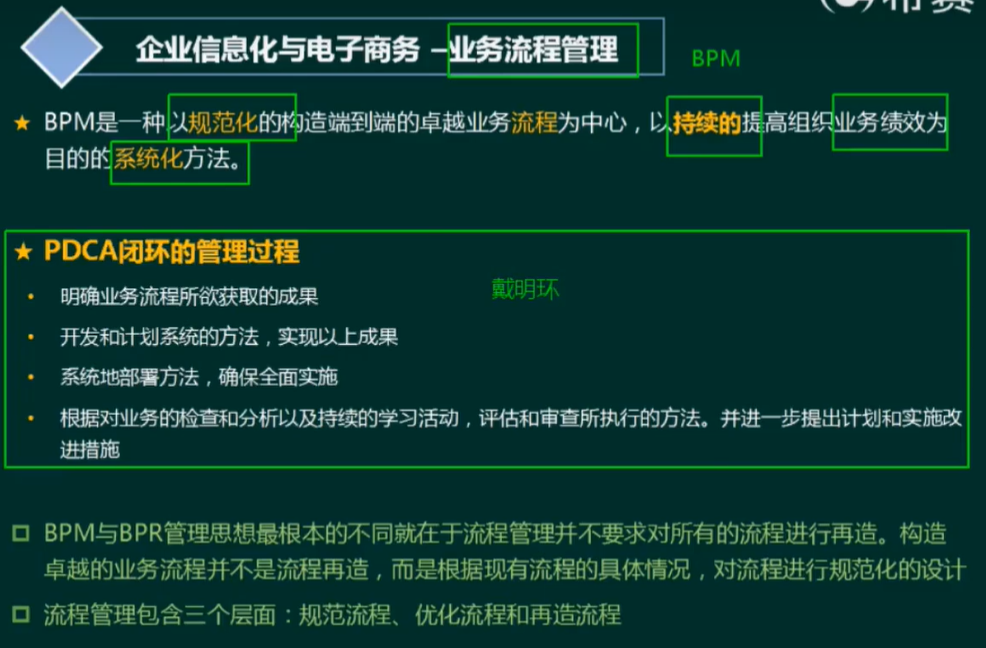 希赛
企业信息化与电子商务 –业务流程管理
BPM
★ BPM是一种以规范化的构造端到端的卓越业务流程为中心，以持续的提高组织业务绩效为
目的的系统化方法。
★ PDCA闭环的管理过程
戴明环
• 明确业务流程所欲获取的成果
• 开发和计划系统的方法，实现以上成果
• 系统地部署方法，确保全面实施
• 根据对业务的检查和分析以及持续的学习活动，评估和审查所执行的方法。并进一步提出计划和实施改
进措施
BPM与BPR管理思想最根本的不同就在于流程管理并不要求对所有的流程进行再造。构造
卓越的业务流程并不是流程再造，而是根据现有流程的具体情况，对流程进行规范化的设计
流程管理包含三个层面：规范流程、优化流程和再造流程